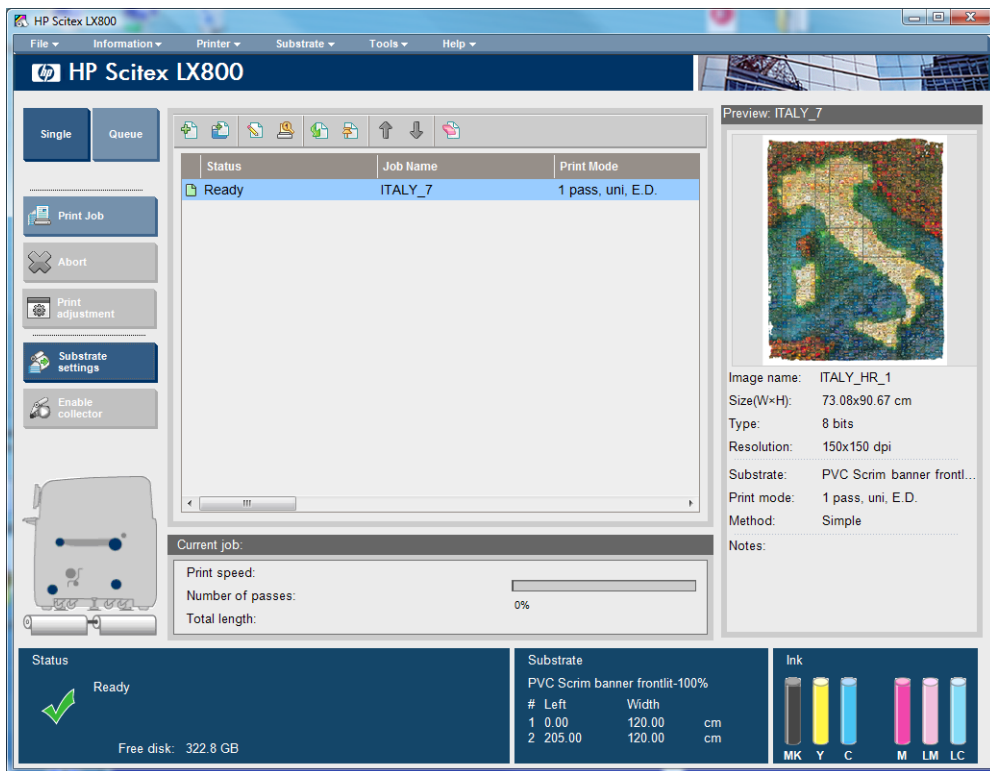 HP Scitex LX800
File Information Printer Substrate Tools Help
hp HP Scitex LX800
Single Queue
Print Job
Abort
Print
adjustment
Substrate
settings
Enable
collector
Status Job Name Print Mode
Ready ITALY_7 1 pass, uni, E.D.
Current job:
Print speed:
Number of passes:
Total length:
0%
Preview: ITALY_7
Image name: ITALY_HR_1
Size(W×H): 73.08x90.67 cm
Type: 8 bits
Resolution: 150x150 dpi
Substrate: PVC Scrim banner frontl...
Print mode: 1 pass, uni, E.D.
Method: Simple
Notes:
Status
Ready
Free disk: 322.8 GB
Substrate
PVC Scrim banner frontlit-100%
# Left Width
1 0.00 120.00 cm
2 205.00 120.00 cm
Ink
MK Y C M LM LC